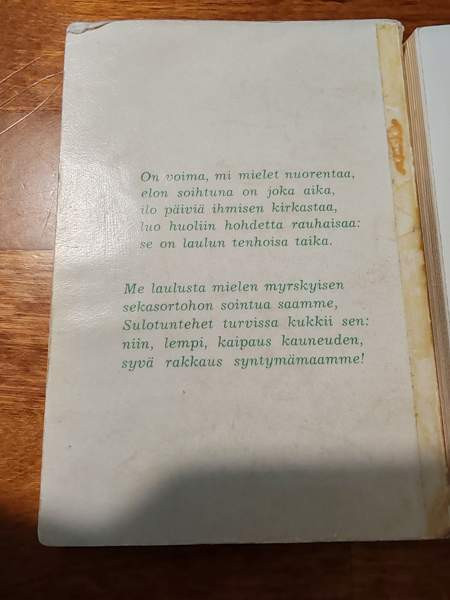 On voima, mi mielet nuorentaa,
elon soihtuna on joka aika,
ilo päiviä ihmisen kirkastaa,
luo huoliin hohdetta rauhaisaa:
se on laulun tenhoisa taika.
Me laulusta mielen myrskyisen
sekasortohon sointua saamme,
Sulotuntehet turvissa kukkii sen:
niin, lempi, kaipaus kauneuden,
syvä rakkaus syntymämaamme!